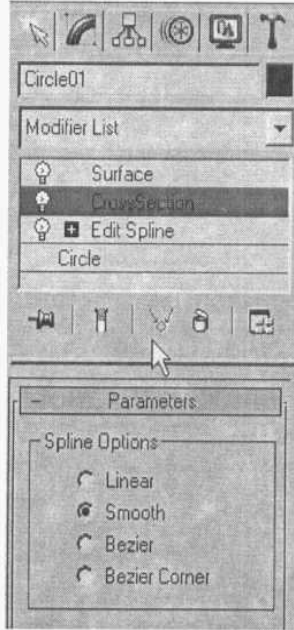 Circle01
Modifier List
Surface
CrossSection
Edit Spline
Circle
Parameters
Spline Options
Linear
Smooth
Bezier
Bezier Corner